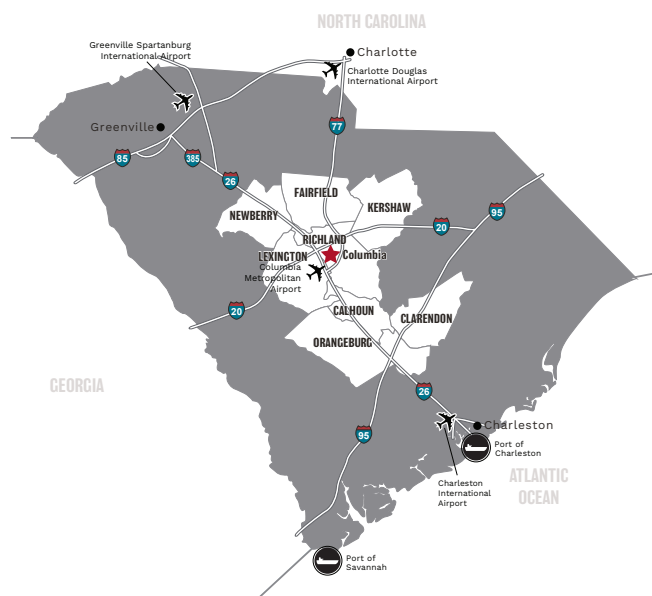 NORTH CAROLINA
Greenville Spartanburg
International Airport
Charlotte
Charlotte Douglas
International Airport
Greenville
77
85
385
26
95
FAIRFIELD
KERSHAW
NEWBERRY
20
RICHLAND
LEXINGTON
Columbia
Columbia
Metropolitan
Airport
20
CALHOUN
CLARENDON
ORANGEBURG
GEORGIA
26
95
Charleston
Port of
Charleston
ATLANTIC
OCEAN
Charleston
International
Airport
Port of
Savannah